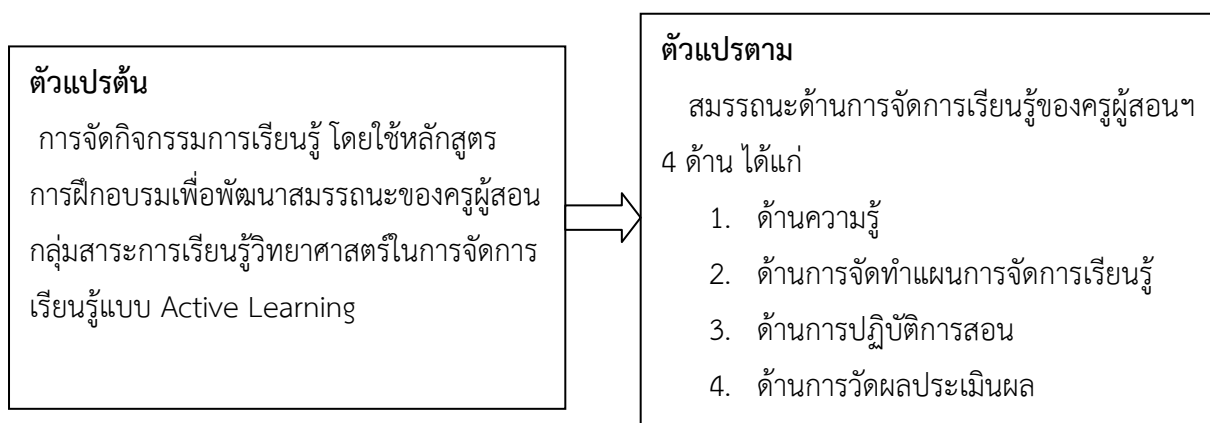 ตัวแปรต้น
การจัดกิจกรรมการเรียนรู้ โดยใช้หลักสูตร
การฝึกอบรมเพื่อพัฒนาสมรรถนะของครูผู้สอน
กลุ่มสาระการเรียนรู้วิทยาศาสตร์ในการจัดการ
เรียนรู้แบบ Active Learning
ตัวแปรตาม
สมรรถนะด้านการจัดการเรียนรู้ของครูผู้สอนฯ
4 ด้าน ได้แก่
1. ด้านความรู้
2. ด้านการจัดทำแผนการจัดการเรียนรู้
3. ด้านการปฏิบัติการสอน
4. ด้านการวัดผลประเมินผล